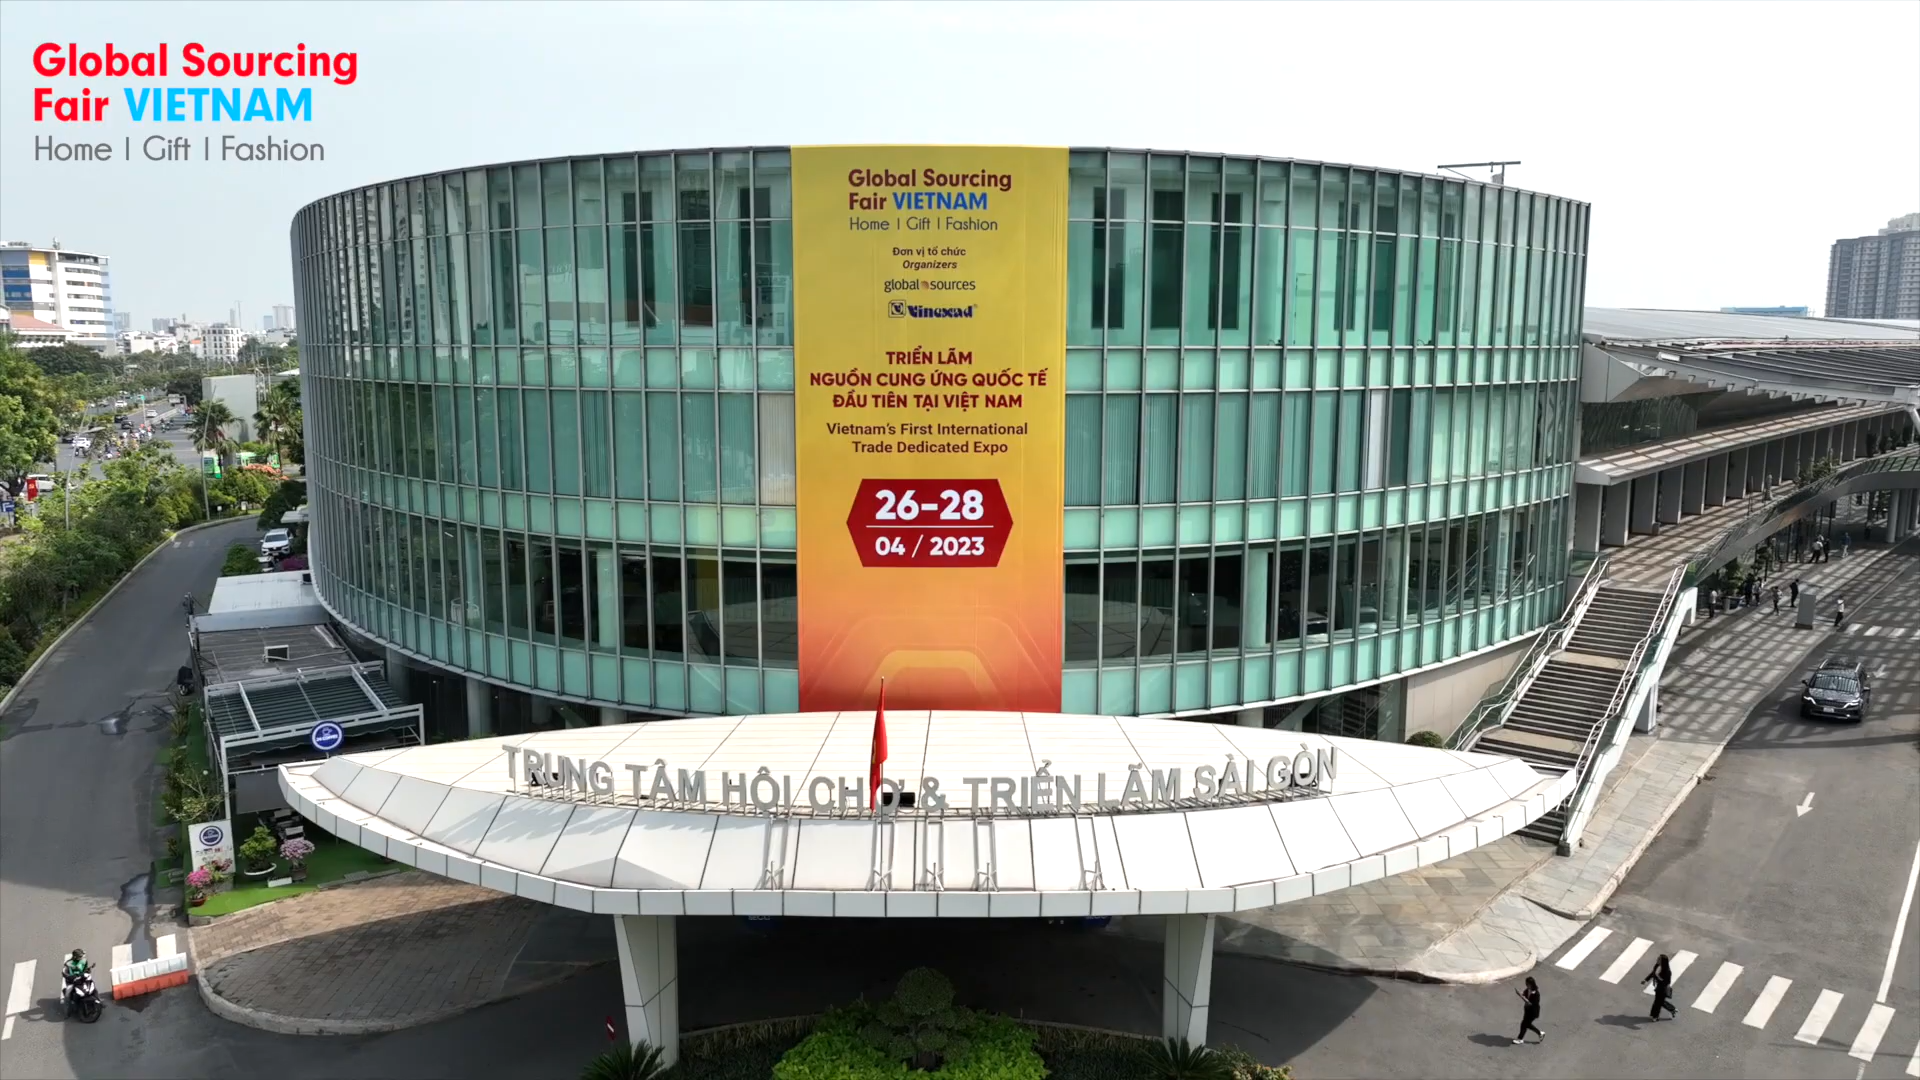 Global Sourcing
Fair VIETNAM
Home | Gift | Fashion
Global Sourcing
Fair VIETNAM
Home | Gift | Fashion
Đơn vị tổ chức
Organizers
global sources
Vinexad
TRIỂN LÃM
NGUỒN CUNG ỨNG QUỐC TẾ
ĐẦU TIÊN TẠI VIỆT NAM
Vietnam's First International
Trade Dedicated Expo
26-28
04 / 2023
TRUNG TÂM HỘI CHỢ & TRIỂN LÃM SÀI GÒN